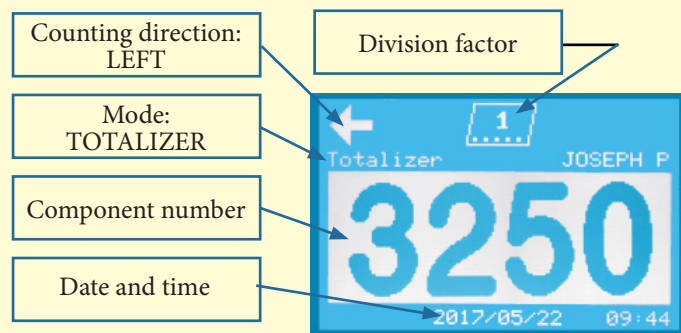 Counting direction:
LEFT
Division factor
Mode:
TOTALIZER
Component number
Date and time
1
Totalizer JOSEPH P
3250
2017/05/22 09:44